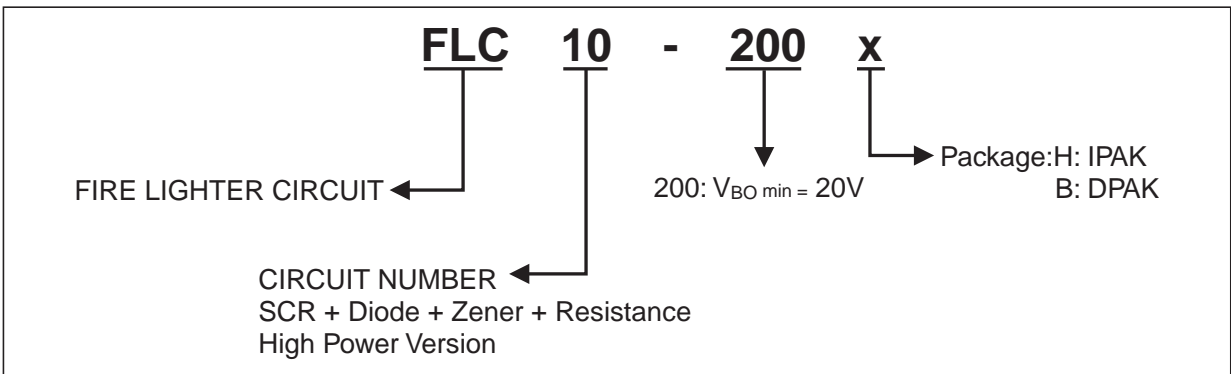 FLC 10 - 200 x
Package:H: IPAK
B: DPAK
FIRE LIGHTER CIRCUIT
200: VBO min = 20V
CIRCUIT NUMBER
SCR + Diode + Zener + Resistance
High Power Version